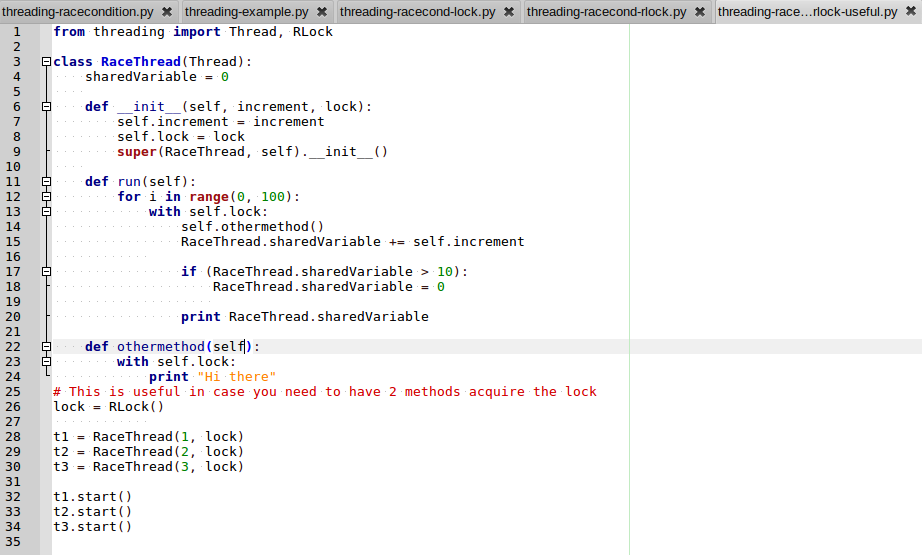 threading-racecondition.py ✖ threading-example.py ✖ threading-racecond-lock.py ✖ threading-racecond-rlock.py ✖ threading-race...rlock-useful.py ✖
1 from threading import Thread, RLock
2
3 class RaceThread(Thread):
4     sharedVariable = 0
5
6     def __init__(self, increment, lock):
7         self.increment = increment
8         self.lock = lock
9         super(RaceThread, self).__init__()
10
11     def run(self):
12         for i in range(0, 100):
13             with self.lock:
14                 self.othermethod()
15                 RaceThread.sharedVariable += self.increment
16
17                 if (RaceThread.sharedVariable > 10):
18                     RaceThread.sharedVariable = 0
19
20                 print RaceThread.sharedVariable
21
22     def othermethod(self):
23         with self.lock:
24             print "Hi there"
25 # This is useful in case you need to have 2 methods acquire the lock
26 lock = RLock()
27
28 t1 = RaceThread(1, lock)
29 t2 = RaceThread(2, lock)
30 t3 = RaceThread(3, lock)
31
32 t1.start()
33 t2.start()
34 t3.start()
35